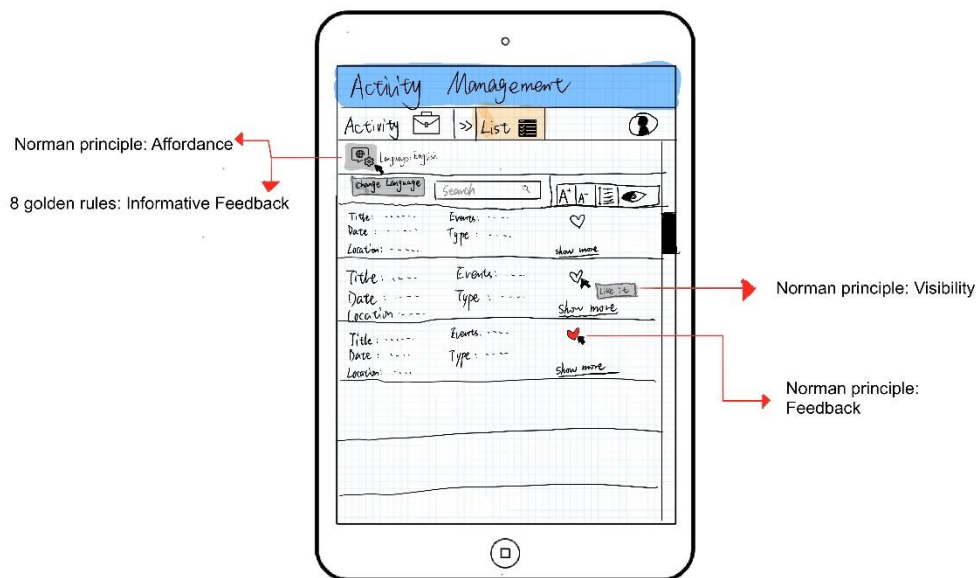 Activity Management
Activity >> List
Norman principle: Affordance
8 golden rules: Informative Feedback
Language: English
Change Language
Search
A+ A-
Title: ...... Events: .....
Date ...... Type: ....
Location: .....
show more
Title: .... Events: ....
Like it
Date: .... Type: ....
Location ....
Show more
Norman principle: Visibility
Title: .... Events: ....
Date: .... Type: .....
Location: ....
show more
Norman principle:
Feedback